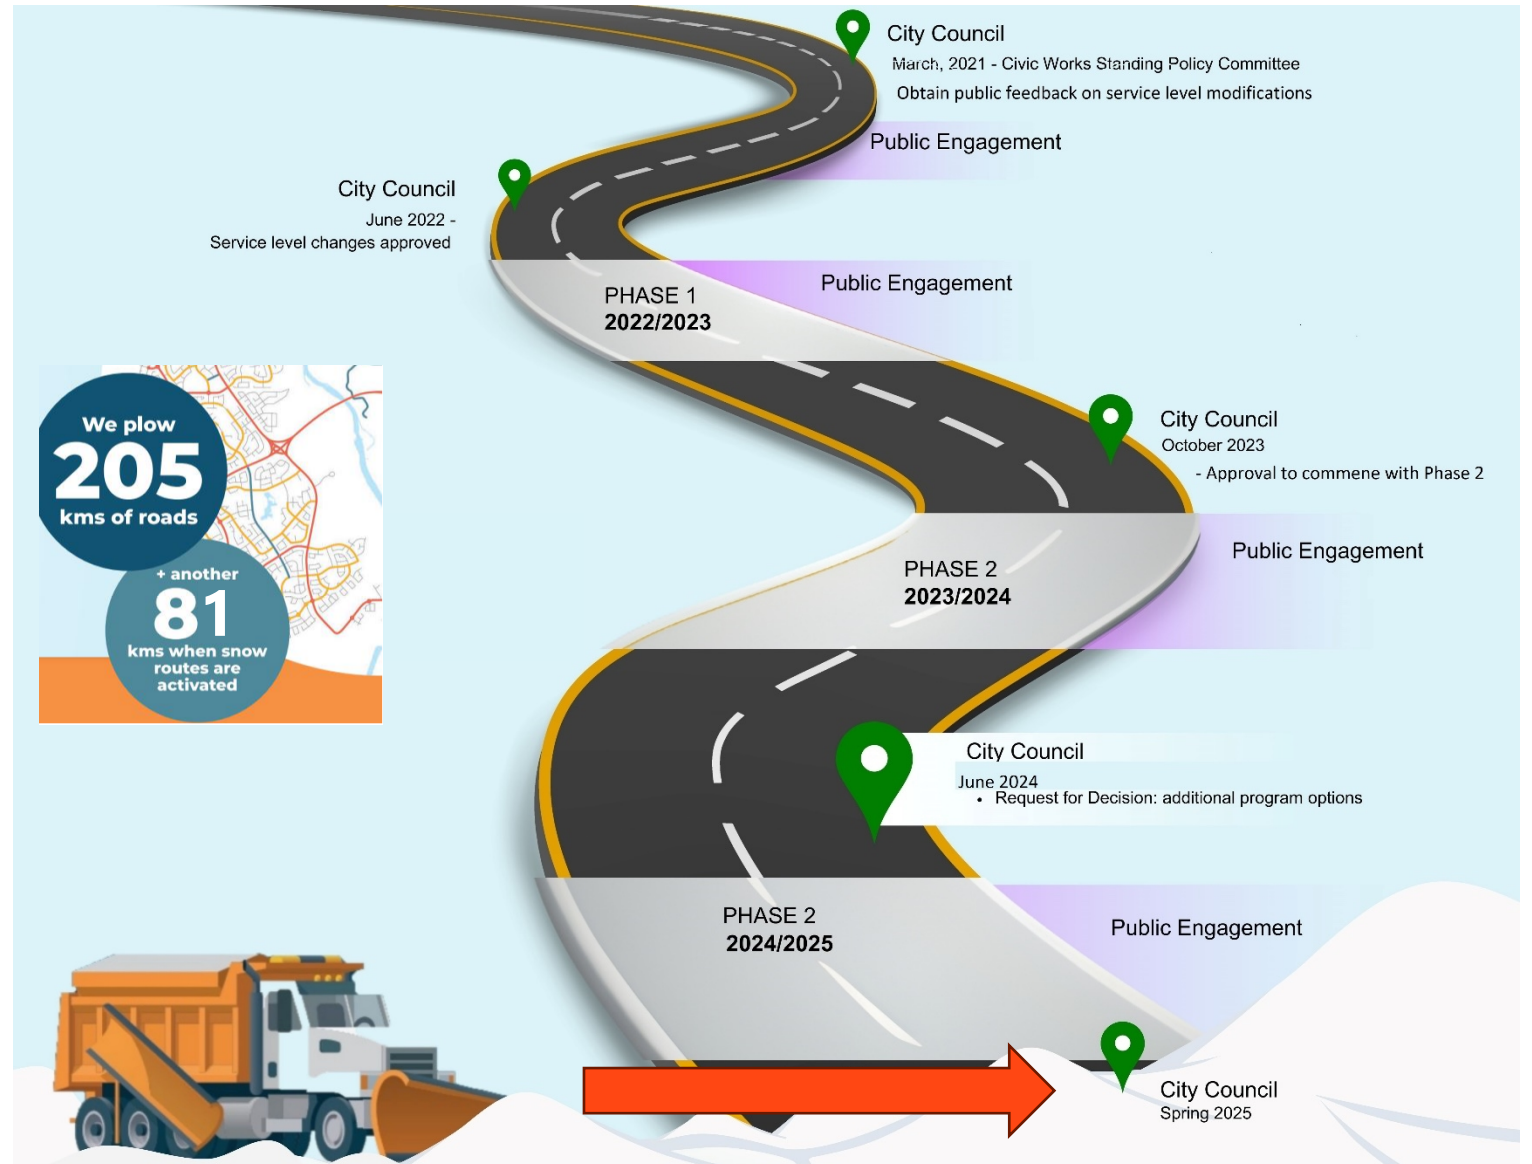 City Council
March, 2021 - Civic Works Standing Policy Committee
Obtain public feedback on service level modifications
Public Engagement
City Council
June 2022 -
Service level changes approved
Public Engagement
PHASE 1
2022/2023
We plow
205
kms of roads
+ another
81
kms when snow
routes are
activated
City Council
October 2023
- Approval to commene with Phase 2
Public Engagement
PHASE 2
2023/2024
City Council
June 2024
• Request for Decision: additional program options
PHASE 2
2024/2025
Public Engagement
City Council
Spring 2025